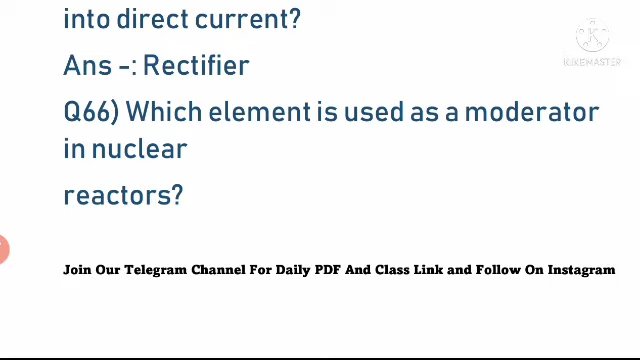 into direct current?
KINEMASTER
Ans -: Rectifier
Q66) Which element is used as a moderator
in nuclear
reactors?
Join Our Telegram Channel For Daily PDF And Class Link and Follow On Instagram